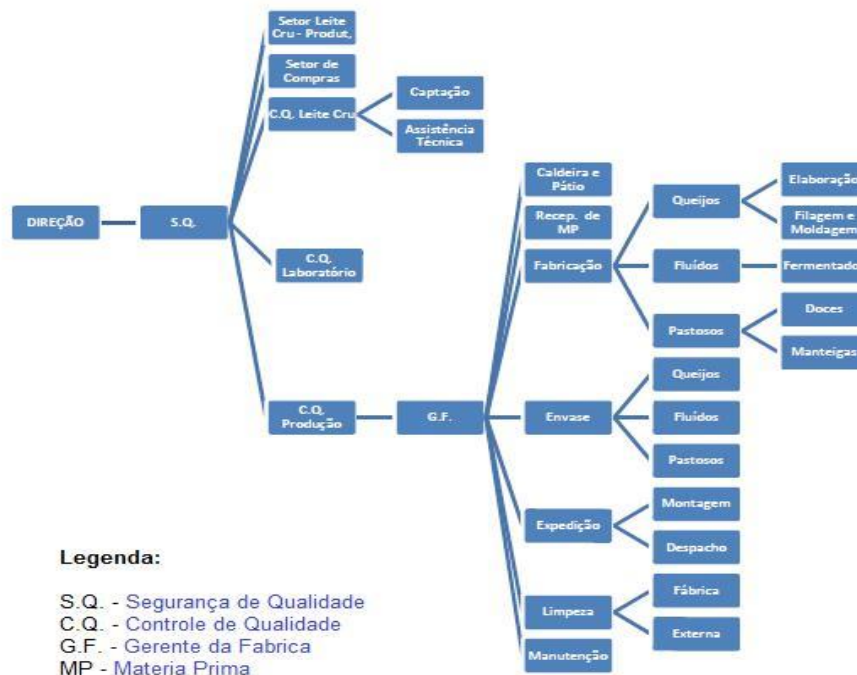 Setor Leite
Cru - Produt,
Setor de
Compras
C.Q. Leite Cru
Captação
Assistência
Técnica
DIREÇÃO
S.Q.
C.Q.
Laboratório
C.Q.
Produção
G.F.
Caldeira e
Pátio
Recep. de
MP
Fabricação
Queijos
Elaboração
Filagem e
Moldagem
Fluídos
Fermentado
Pastosos
Doces
Manteigas
Envase
Queijos
Fluídos
Pastosos
Expedição
Montagem
Despacho
Limpeza
Fábrica
Externa
Manutenção
Legenda:
S.Q. - Segurança de Qualidade
C.Q. - Controle de Qualidade
G.F. - Gerente da Fabrica
MP - Materia Prima